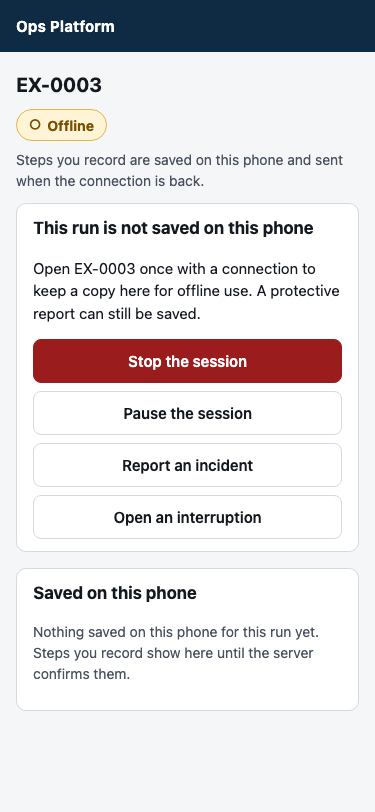 Ops Platform
EX-0003
Offline
Steps you record are saved on this phone and sent
when the connection is back.
This run is not saved on this phone
Open EX-0003 once with a connection to
keep a copy here for offline use. A protective
report can still be saved.
Stop the session
Pause the session
Report an incident
Open an interruption
Saved on this phone
Nothing saved on this phone for this run yet.
Steps you record show here until the server
confirms them.